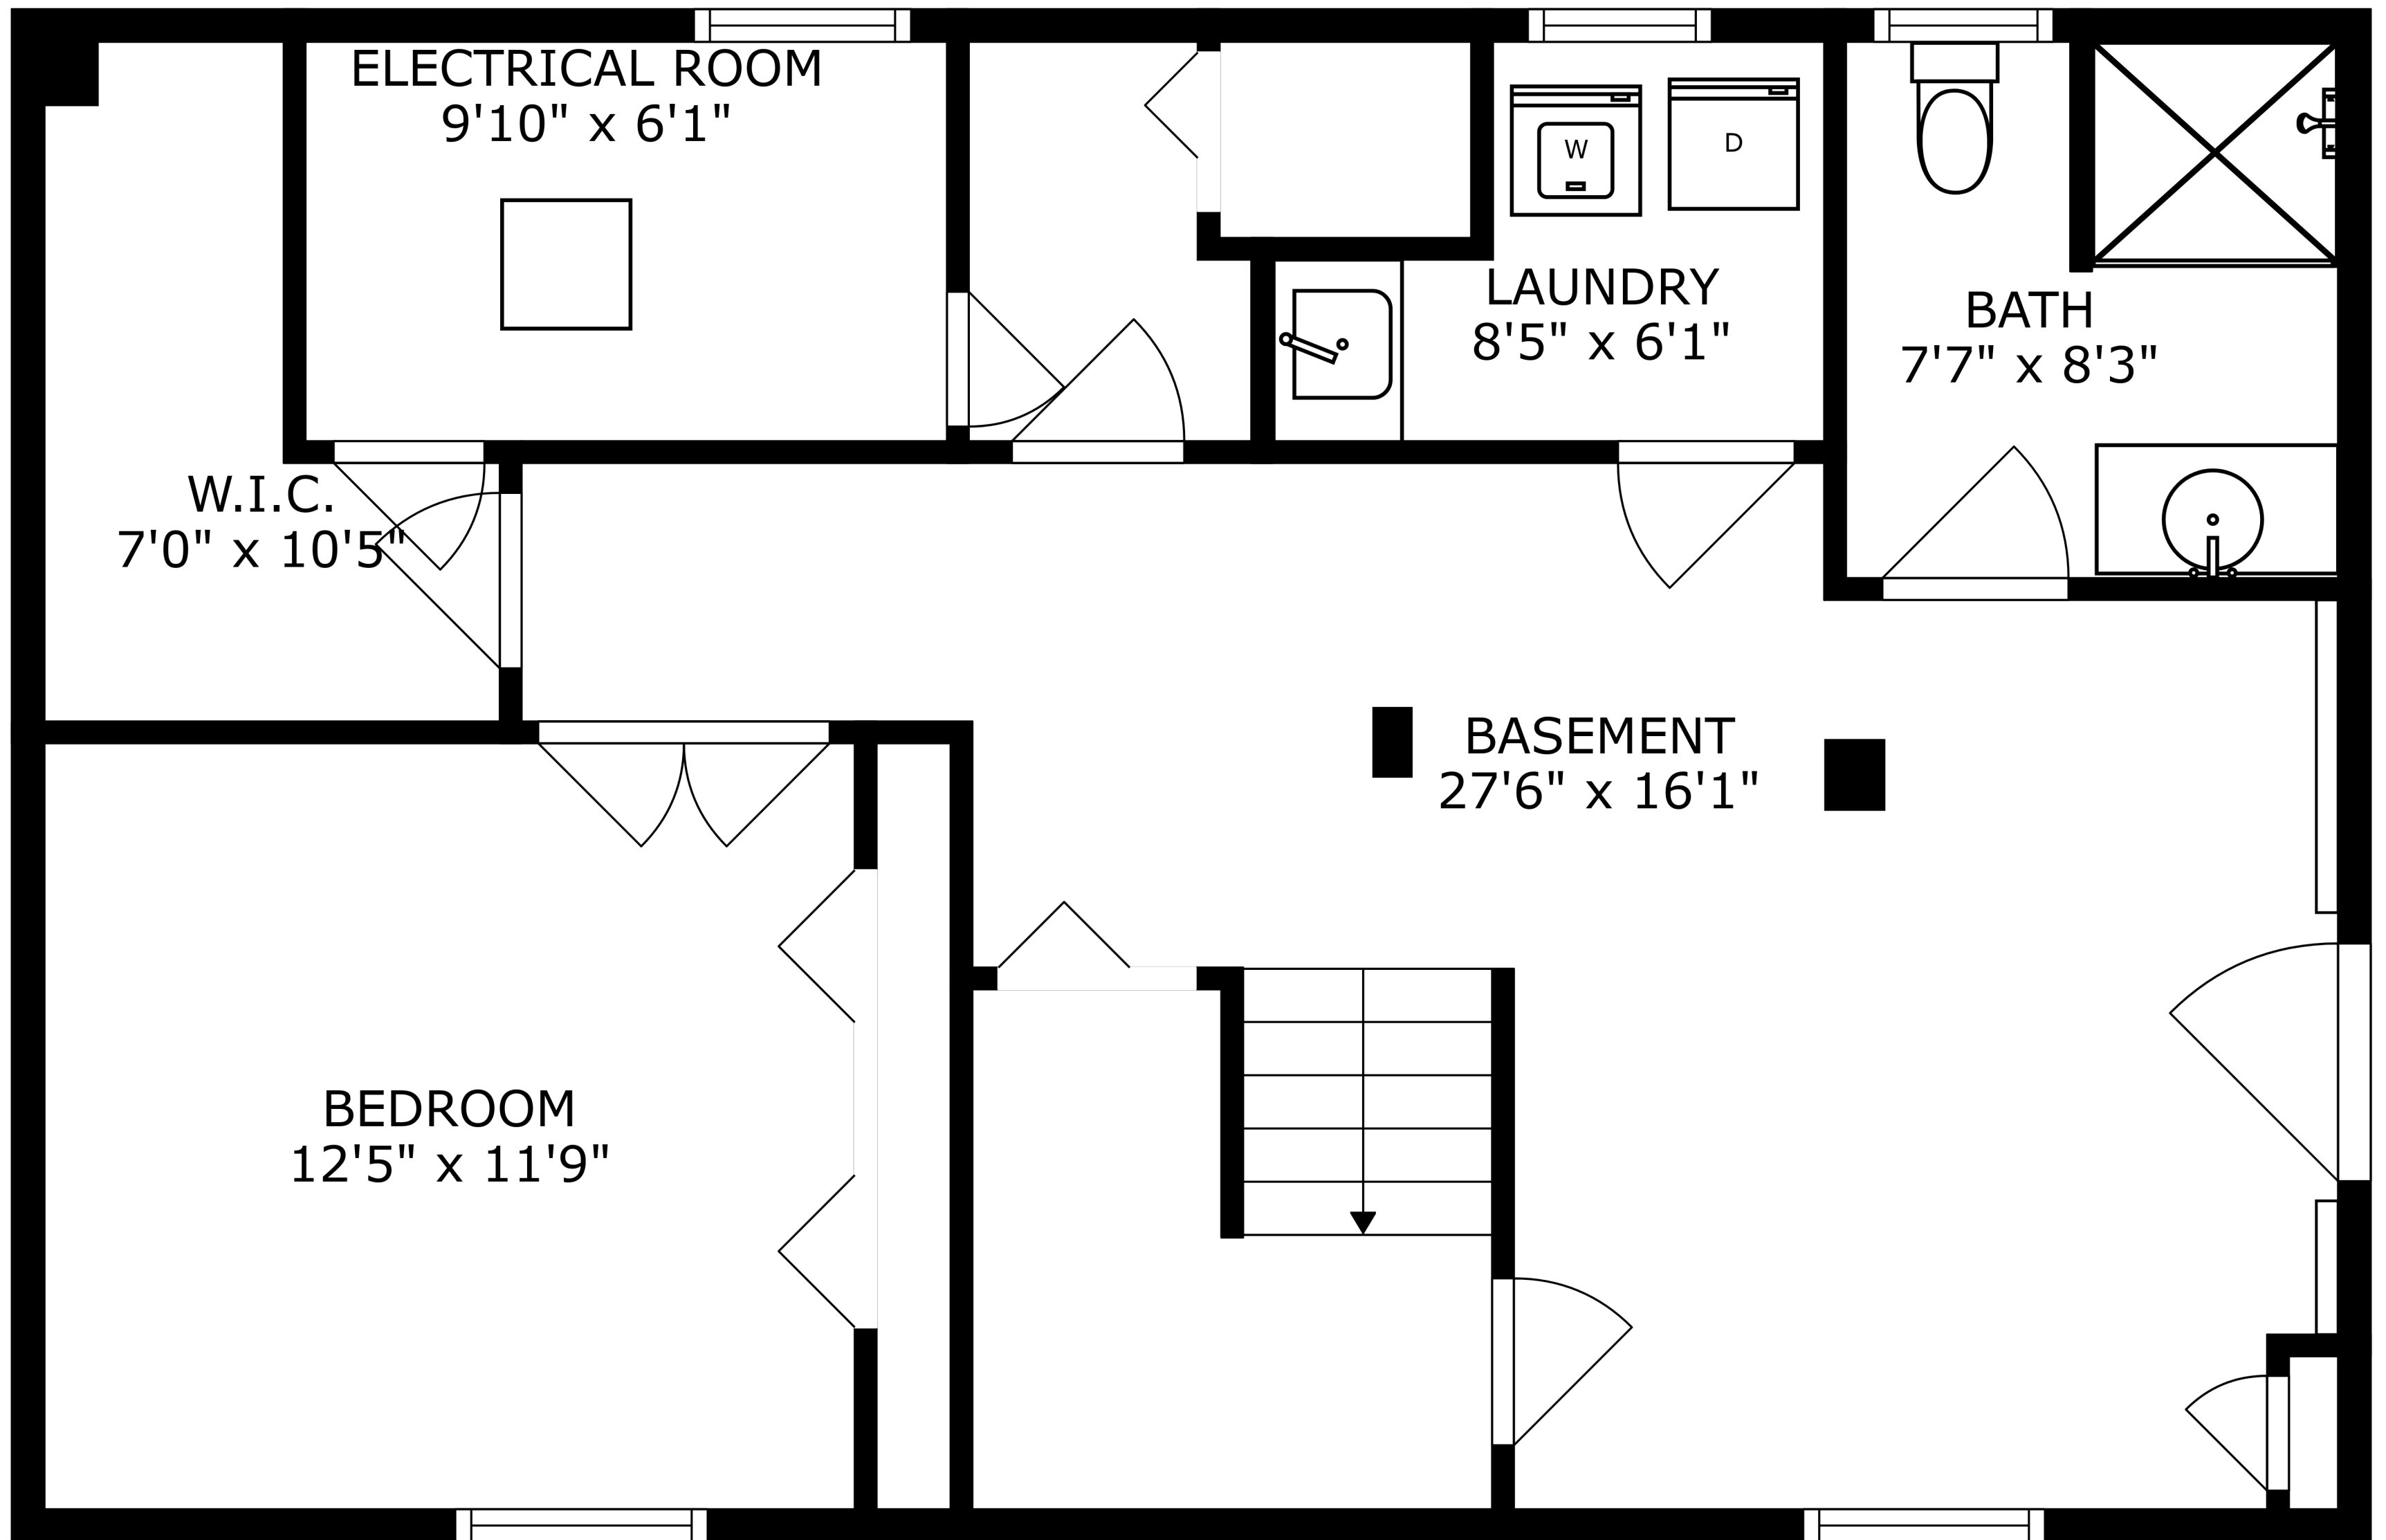 ELECTRICAL ROOM
9'10" x 6'1"
W
D
LAUNDRY
8'5" x 6'1"
BATH
7'7" x 8'3"
W.I.C.
7'0" x 10'5"
BASEMENT
27'6" x 16'1"
BEDROOM
12'5" x 11'9"